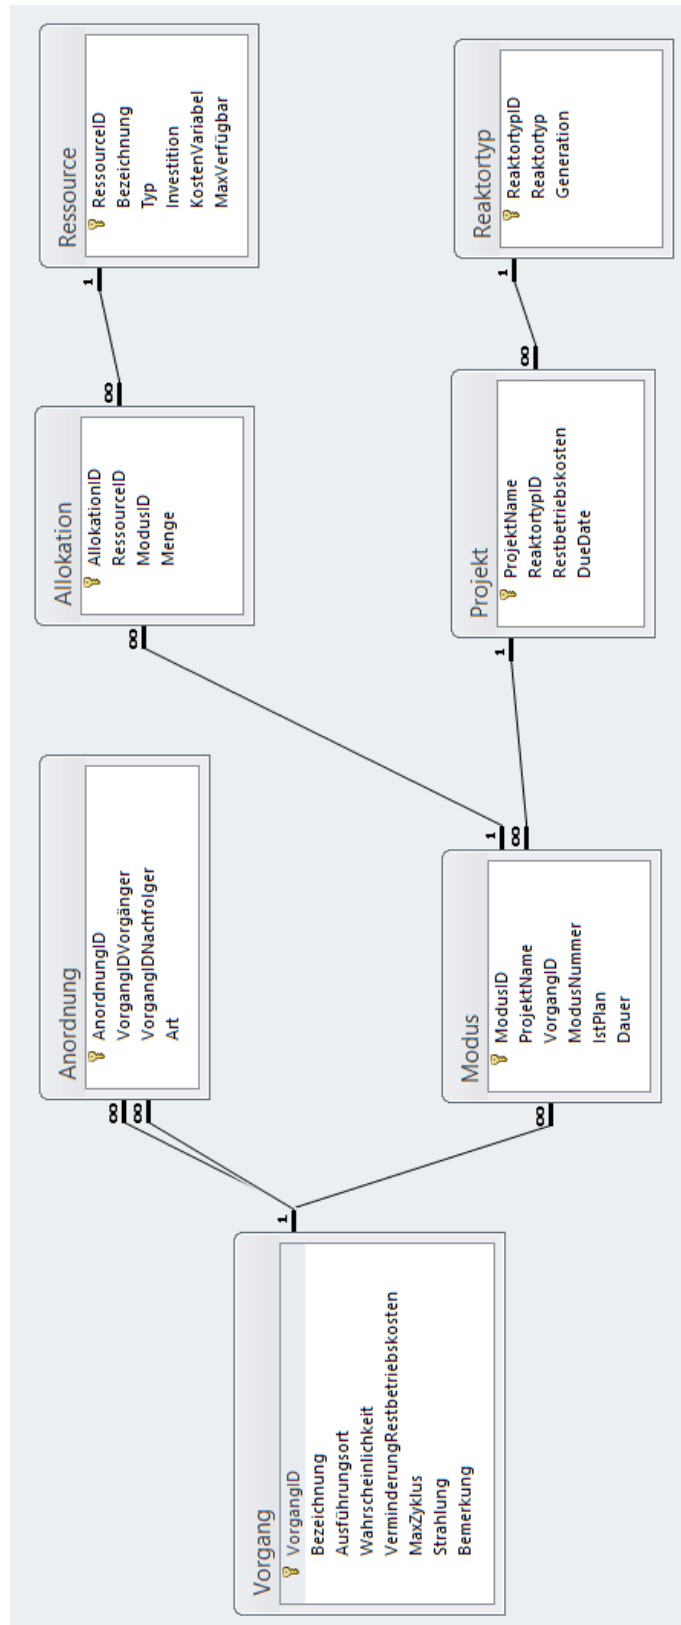 Vorgang
VorgangID
Bezeichnung
Ausführungsort
Wahrscheinlichkeit
VerminderungRestbetriebskosten
MaxZyklus
Strahlung
Bemerkung
1
∞
∞
∞
Anordnung
AnordnungID
VorgangIDVorgänger
VorgangIDNachfolger
Art
Modus
ModusID
ProjektName
VorgangID
ModusNummer
IstPlan
Dauer
1
∞
∞
1
Allokation
AllokationID
RessourceID
ModusID
Menge
Projekt
ProjektName
ReaktortypID
Restbetriebskosten
DueDate
∞
1
∞
1
Ressource
RessourceID
Bezeichnung
Typ
Investition
KostenVariabel
MaxVerfügbar
Reaktortyp
ReaktortypID
Reaktortyp
Generation